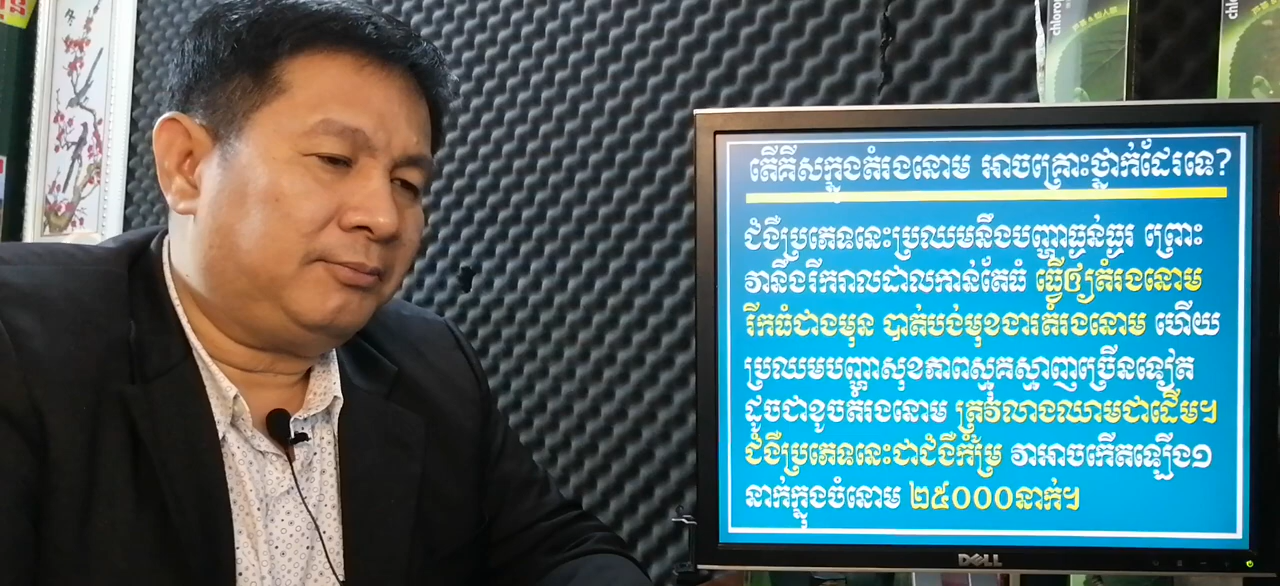 តើគីសក្នុងតំរងនោម អាចគ្រោះថ្នាក់ដែរទេ?
ជំងឺប្រភេទនេះប្រឈមនឹងបញ្ហាធ្ងន់ធ្ងរ ព្រោះ
វានឹងរីករាលដាលកាន់តែធំ ធ្វើឲ្យតំរងនោម
រីកធំជាងមុន បាត់បង់មុខងារតំរងនោម ហើយ
ប្រឈមបញ្ហាសុខភាពស្មុគស្មាញច្រើនទៀត
ដូចជាខូចតំរងនោម ត្រូវលាងឈាមជាដើម។
ជំងឺប្រភេទនេះជាជំងឺកំម្រ វាអាចកើតឡើង១
នាក់ក្នុងចំនោម ២៥០០០នាក់។
DELL